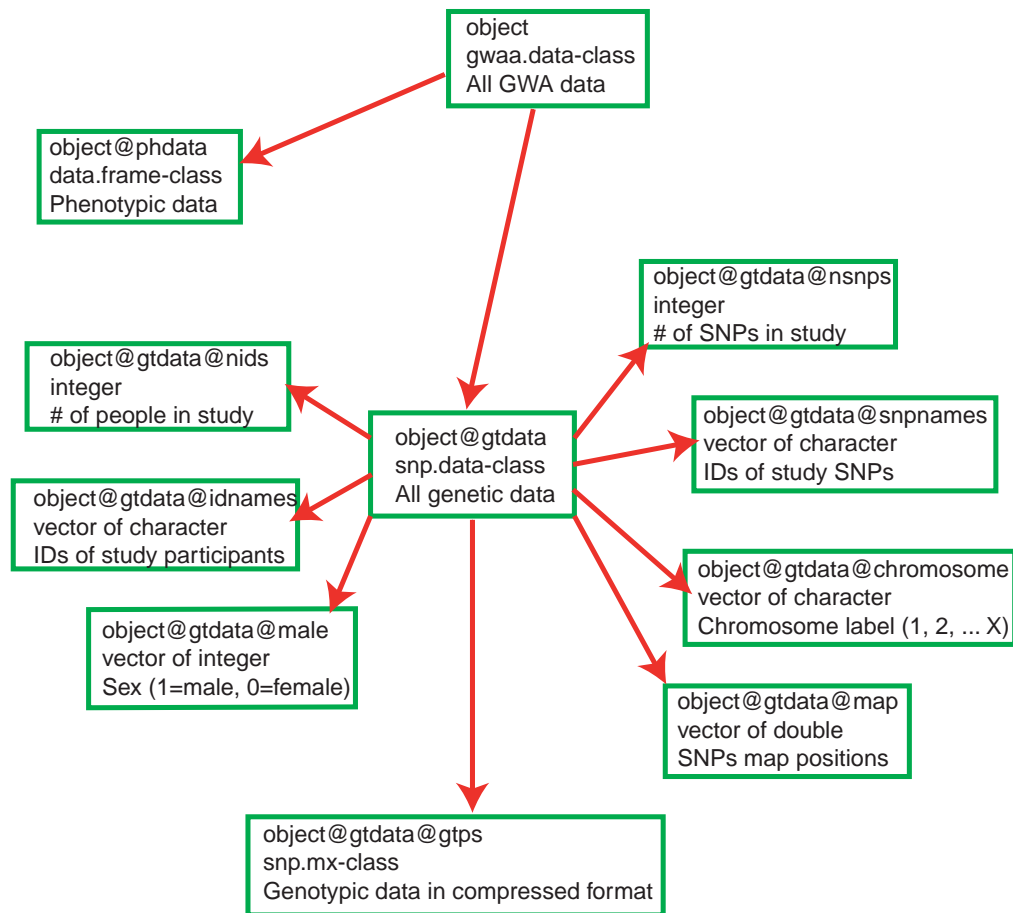 object
gwaa.data-class
All GWA data
object@phdata
data.frame-class
Phenotypic data
object@gtdata@nsnps
integer
# of SNPs in study
object@gtdata@nids
integer
# of people in study
object@gtdata@snpnames
vector of character
IDs of study SNPs
object@gtdata
snp.data-class
All genetic data
object@gtdata@idnames
vector of character
IDs of study participants
object@gtdata@chromosome
vector of character
Chromosome label (1, 2, ... X)
object@gtdata@male
vector of integer
Sex (1=male, 0=female)
object@gtdata@map
vector of double
SNPs map positions
object@gtdata@gtps
snp.mx-class
Genotypic data in compressed format